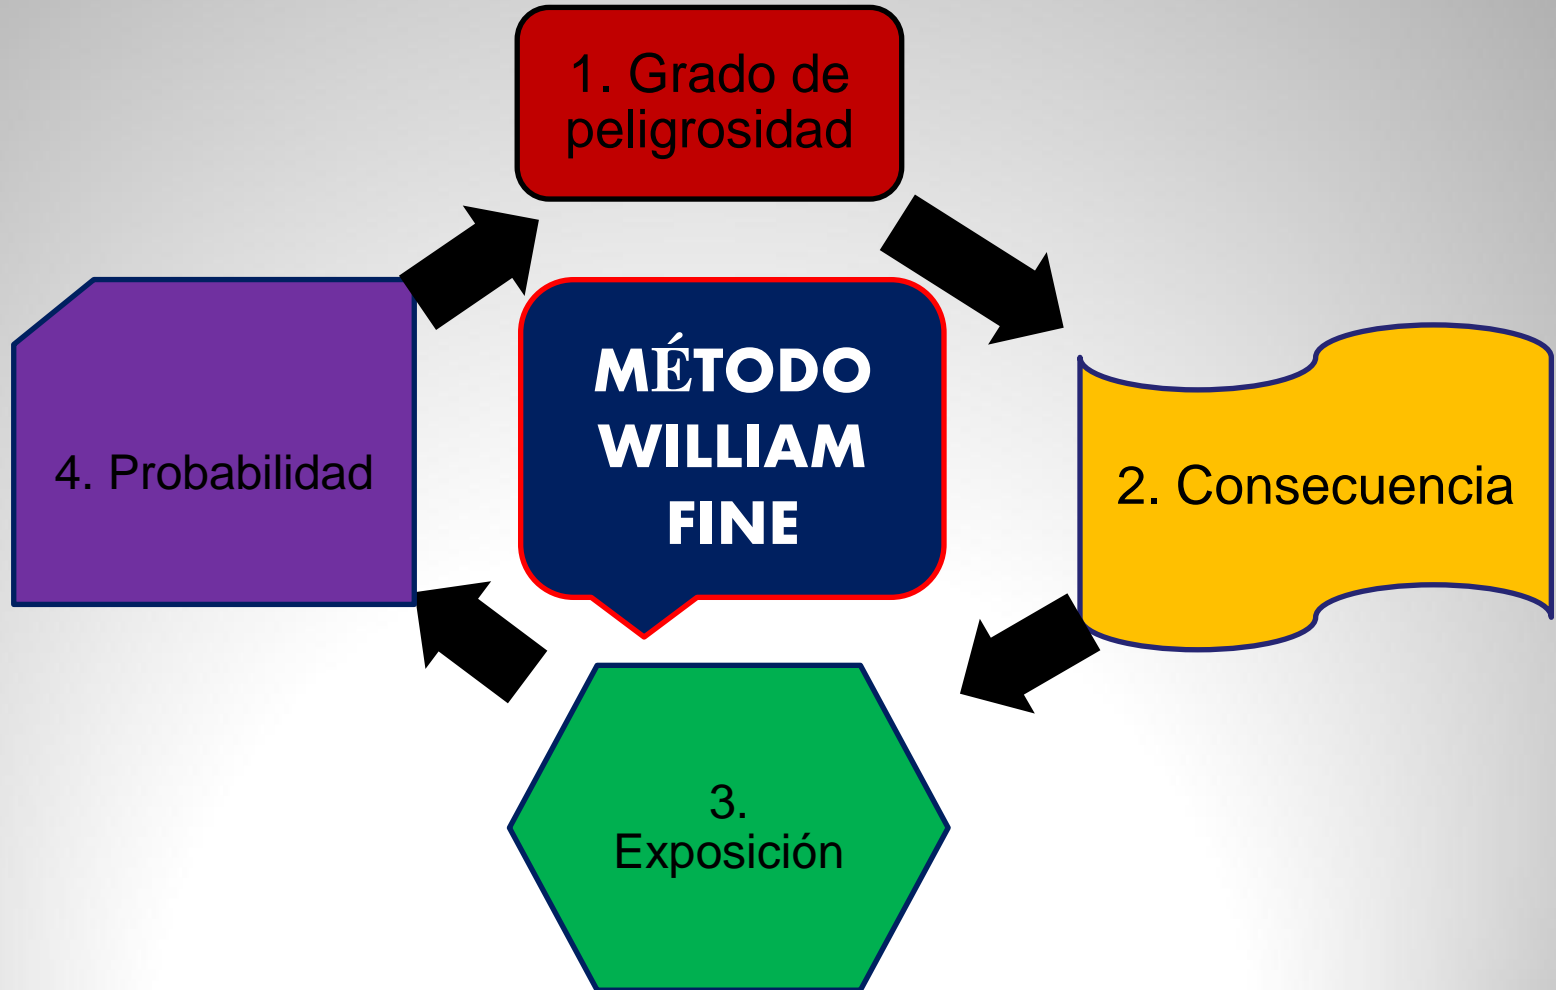 1. Grado de
peligrosidad
MÉTODO
WILLIAM
FINE
2. Consecuencia
3.
Exposición
4. Probabilidad